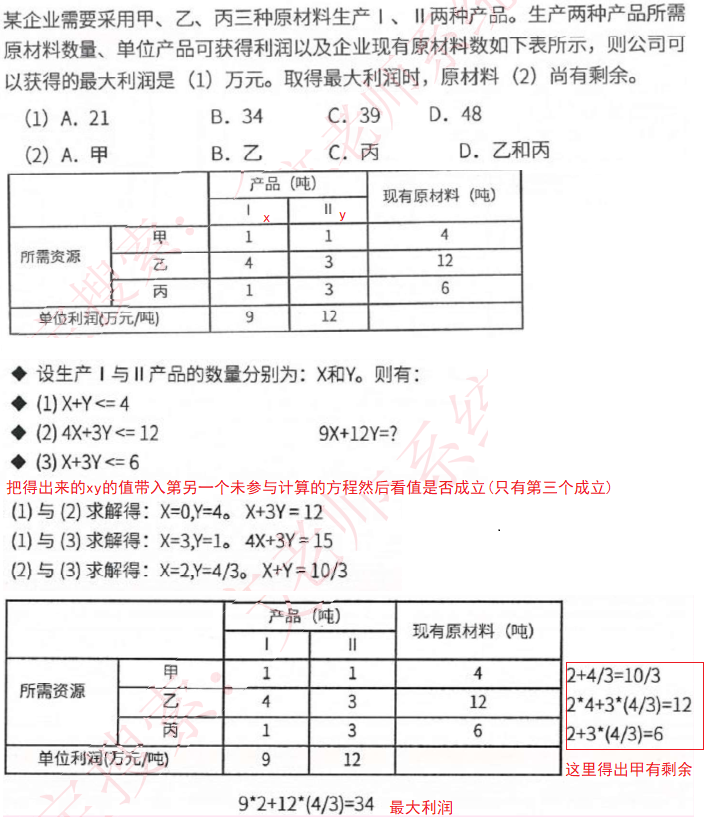 某企业需要采用甲、乙、丙三种原材料生产Ⅰ、Ⅱ两种产品。生产两种产品所需
原材料数量、单位产品可获得利润以及企业现有原材料数如下表所示，则公司可
以获得的最大利润是（1）万元。取得最大利润时，原材料（2）尚有剩余。
（1）A．21 B．34 C．39 D．48
（2）A．甲 B．乙 C．丙 D．乙和丙
产品（吨） 现有原材料（吨）
Ⅰ x Ⅱ y
所需资源 甲 1 1 4
乙 4 3 12
丙 1 3 6
单位利润(万元/吨) 9 12
◆ 设生产Ⅰ与Ⅱ产品的数量分别为：X和Y。则有：
◆ (1) X+Y <= 4
◆ (2) 4X+3Y <= 12 9X+12Y=?
◆ (3) X+3Y <= 6
把得出来的xy的值带入第另一个未参与计算的方程然后看值是否成立(只有第三个成立)
(1) 与 (2) 求解得：X=0,Y=4。 X+3Y = 12
(1) 与 (3) 求解得：X=3,Y=1。 4X+3Y = 15
(2) 与 (3) 求解得：X=2,Y=4/3。 X+Y = 10/3
产品（吨） 现有原材料（吨）
Ⅰ Ⅱ
所需资源 甲 1 1 4 2+4/3=10/3
乙 4 3 12 2*4+3*(4/3)=12
丙 1 3 6 2+3*(4/3)=6
单位利润(万元/吨) 9 12 这里得出甲有剩余
9*2+12*(4/3)=34 最大利润